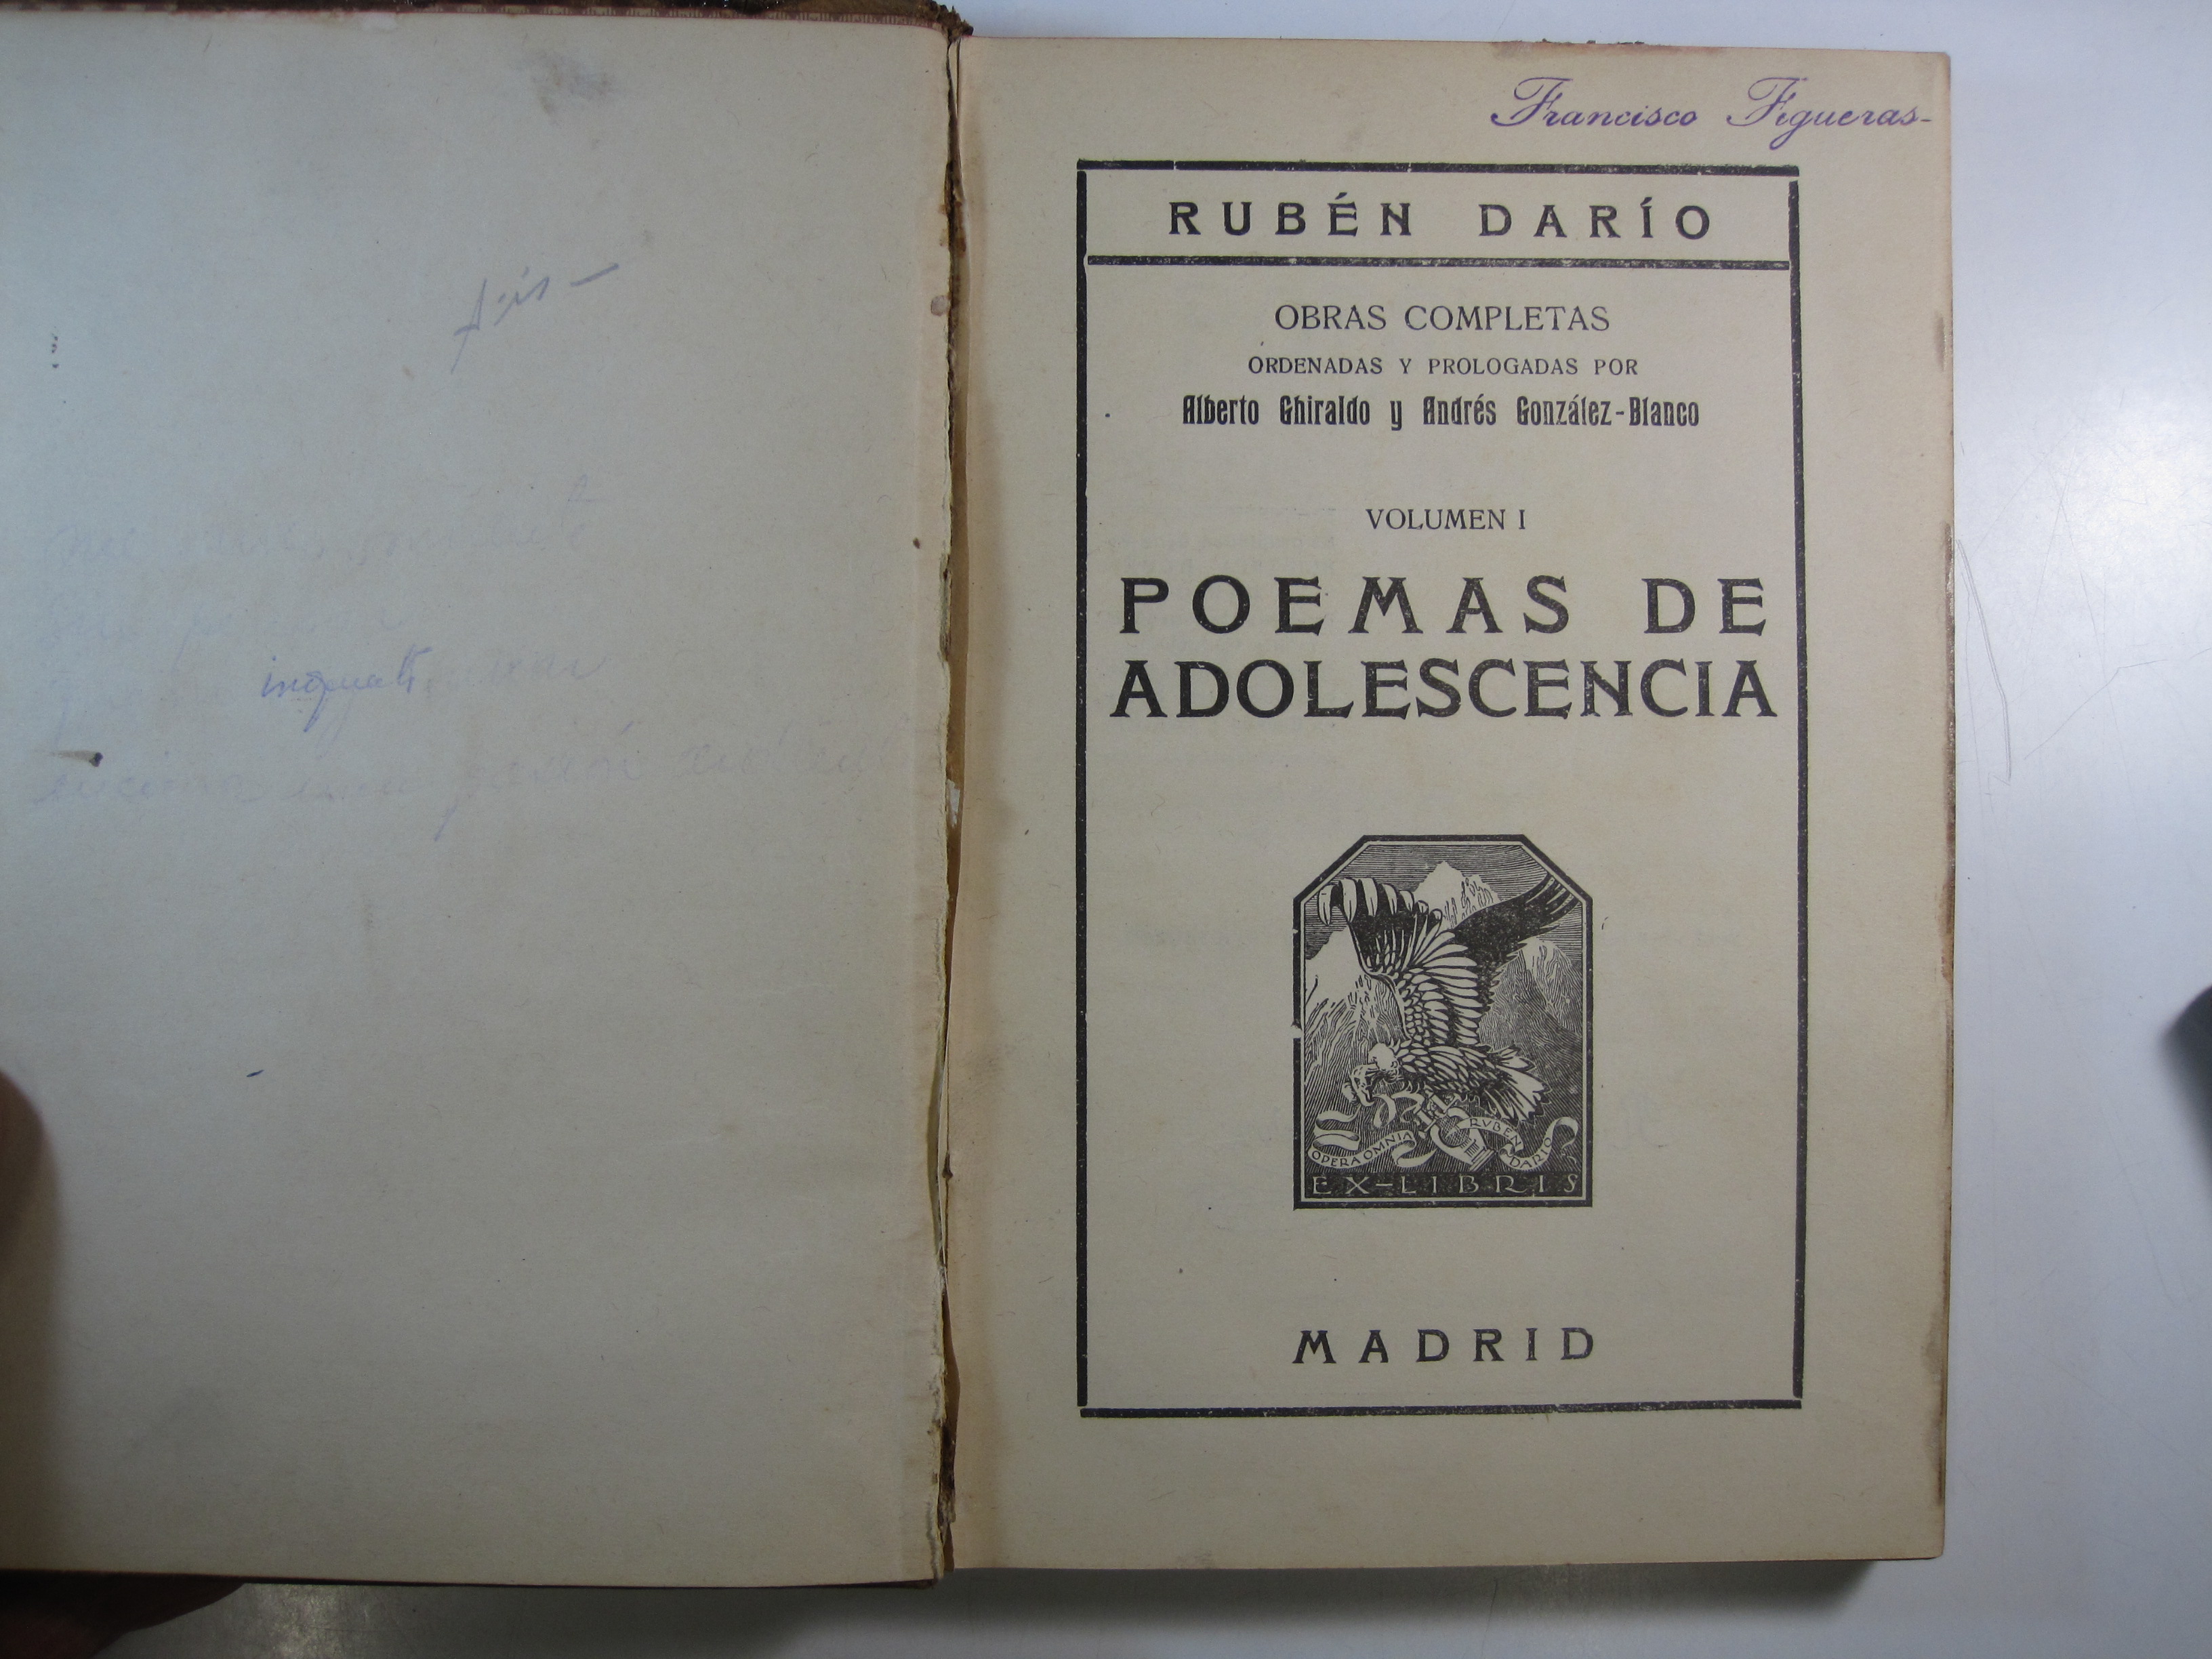 Francisco Figueras-
RUBÉN DARÍO
OBRAS COMPLETAS
ORDENADAS Y PROLOGADAS POR
Alberto Ghiraldo y Andrés González-Blanco
VOLUMEN I
POEMAS DE
ADOLESCENCIA
OPERA OMNIA
RUBÉN
DARIO
EX-LIBRIS
MADRID